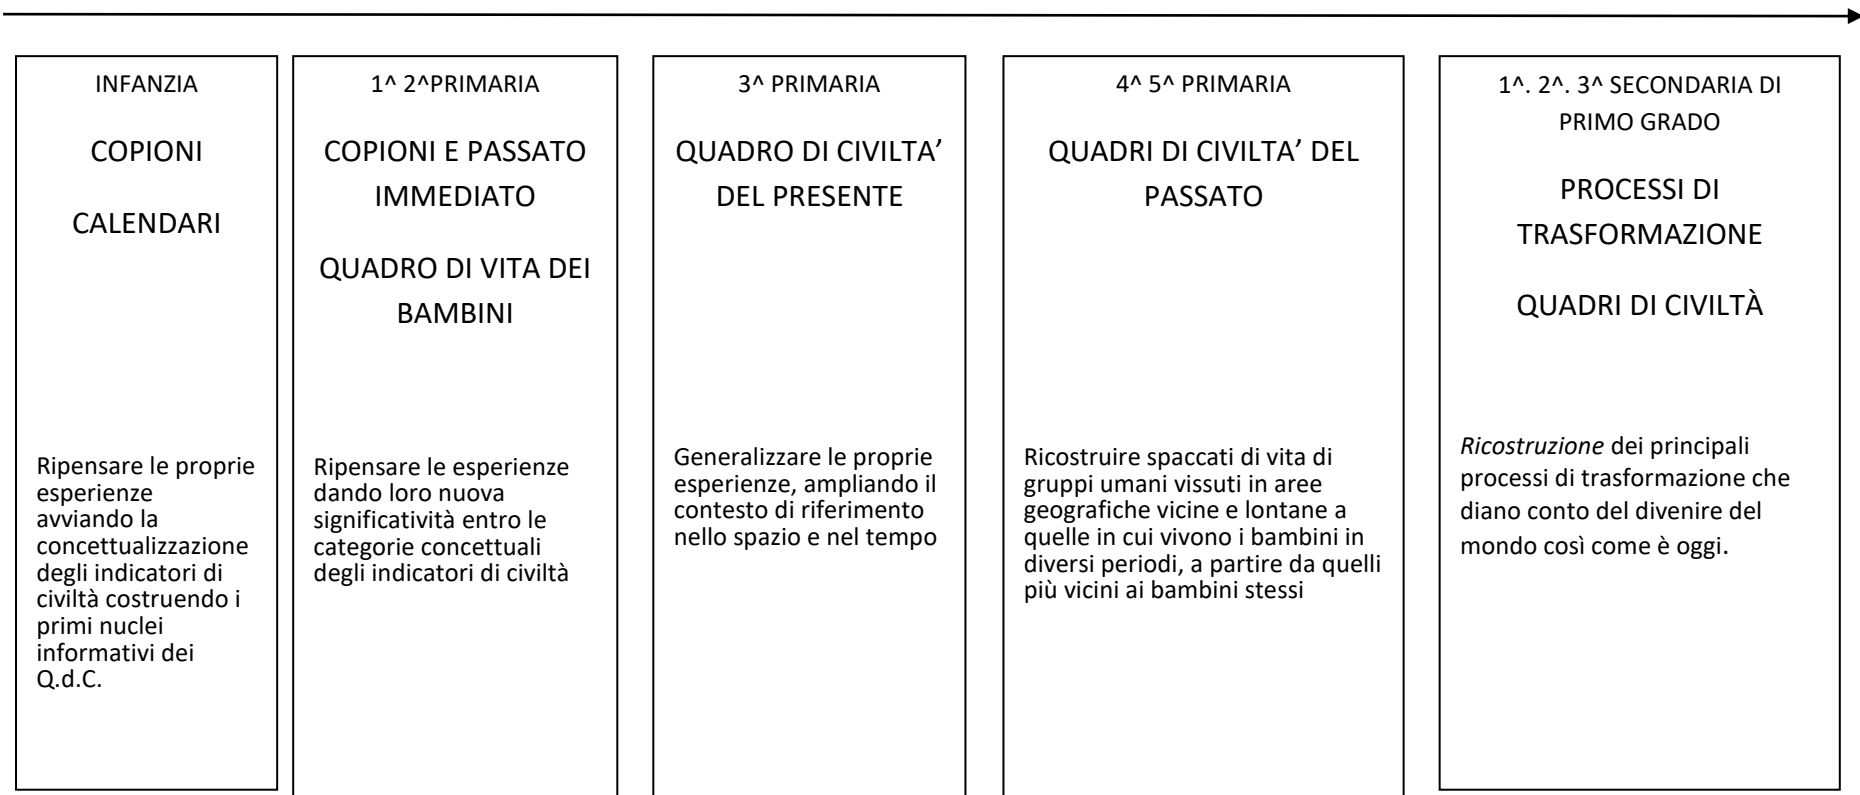 INFANZIA
COPIONI
CALENDARI
Ripensare le proprie
esperienze
avviando la
concettualizzazione
degli indicatori di
civiltà costruendo i
primi nuclei
informativi dei
Q.d.C.
1^ 2^PRIMARIA
COPIONI E PASSATO
IMMEDIATO
QUADRO DI VITA DEI
BAMBINI
Ripensare le esperienze
dando loro nuova
significatività entro le
categorie concettuali
degli indicatori di civiltà
3^ PRIMARIA
QUADRO DI CIVILTA’
DEL PRESENTE
Generalizzare le proprie
esperienze, ampliando il
contesto di riferimento
nello spazio e nel tempo
4^ 5^ PRIMARIA
QUADRI DI CIVILTA’ DEL
PASSATO
Ricostruire spaccati di vita di
gruppi umani vissuti in aree
geografiche vicine e lontane a
quelle in cui vivono i bambini in
diversi periodi, a partire da quelli
più vicini ai bambini stessi
1^. 2^. 3^ SECONDARIA DI
PRIMO GRADO
PROCESSI DI
TRASFORMAZIONE
QUADRI DI CIVILTÀ
Ricostruzione dei principali
processi di trasformazione che
diano conto del divenire del
mondo così come è oggi.